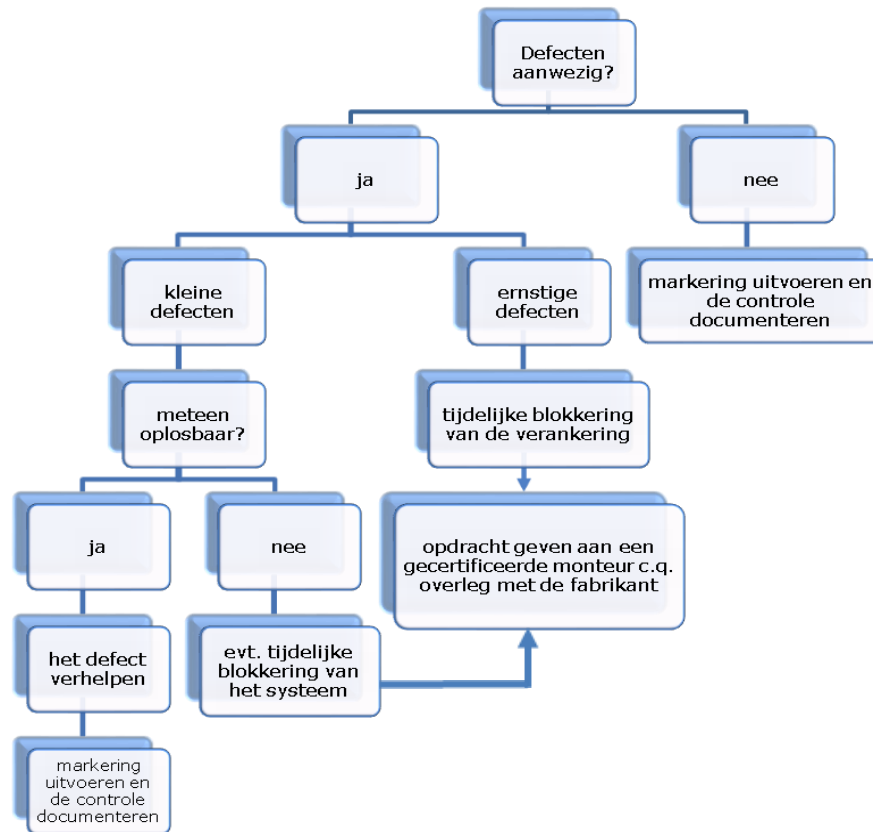 Defecten
aanwezig?
ja
nee
kleine
defecten
ernstige
defecten
markering uitvoeren en
de controle
documenteren
meteen
oplosbaar?
tijdelijke blokkering
van de verankering
ja
nee
opdracht geven aan een
gecertificeerde monteur c.q.
overleg met de fabrikant
het defect
verhelpen
evt. tijdelijke
blokkering van
het systeem
markering
uitvoeren en
de controle
documenteren